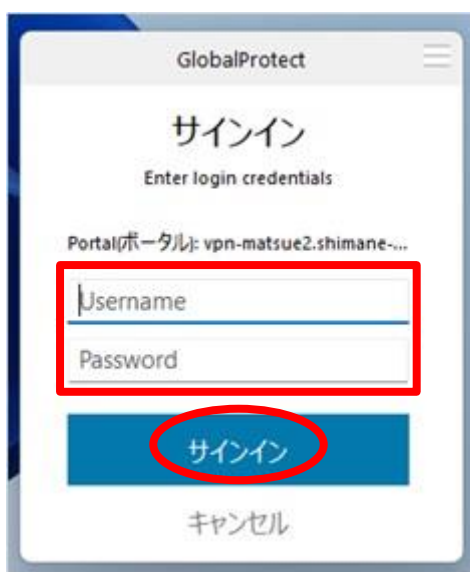 GlobalProtect
サインイン
Enter login credentials
Portal(ポータル): vpn-matsue2.shimane-...
Username
Password
サインイン
キャンセル